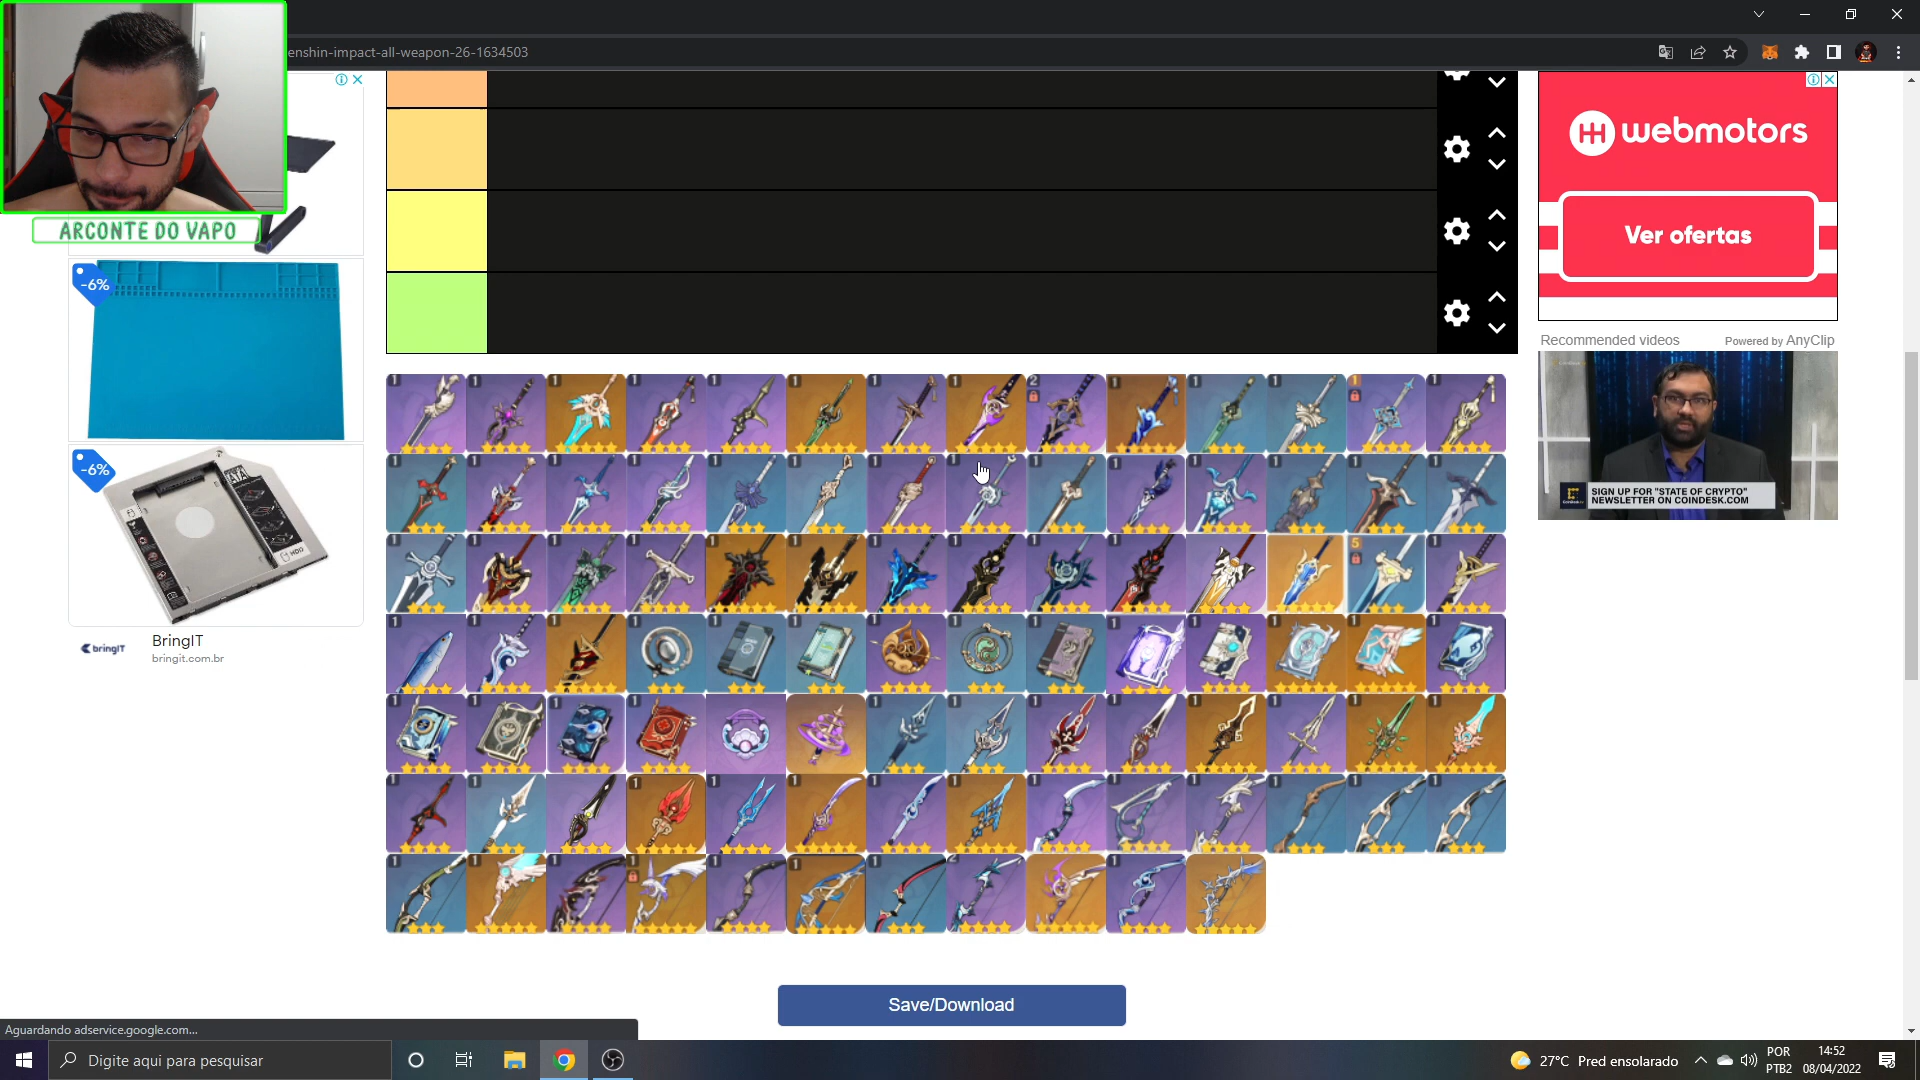 enshin-impact-all-weapon-26-1634503
ARCONTE DO VAPO
-6%
-6%
BringIT
bringIT
bringit.com.br
webmotors
Ver ofertas
Recommended videos
Powered by AnyClip
SIGN UP FOR "STATE OF CRYPTO"
NEWSLETTER ON COINDESK.COM
Save/Download
Aguardando adservice.google.com...
Digite aqui para pesquisar
27°C Pred ensolarado
POR
PTB2
14:52
08/04/2022